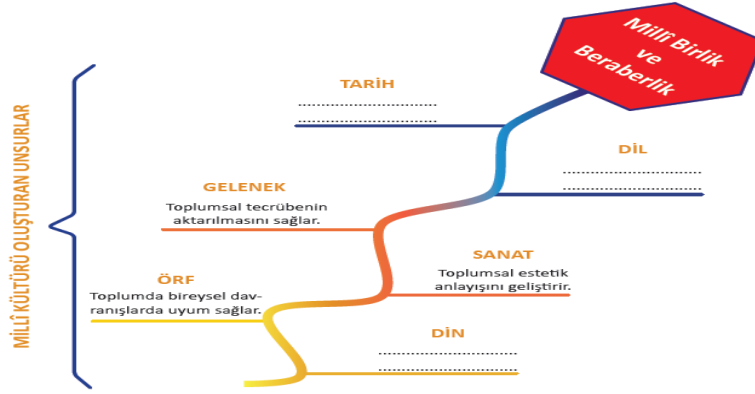 Millî Birlik
ve
Beraberlik
MİLLÎ KÜLTÜRÜ OLUŞTURAN UNSURLAR
TARİH
................................
................................
DİL
................................
................................
GELENEK
Toplumsal tecrübenin
aktarılmasını sağlar.
SANAT
Toplumsal estetik
anlayışını geliştirir.
ÖRF
Toplumda bireysel dav-
ranışlarda uyum sağlar.
DİN
................................
................................